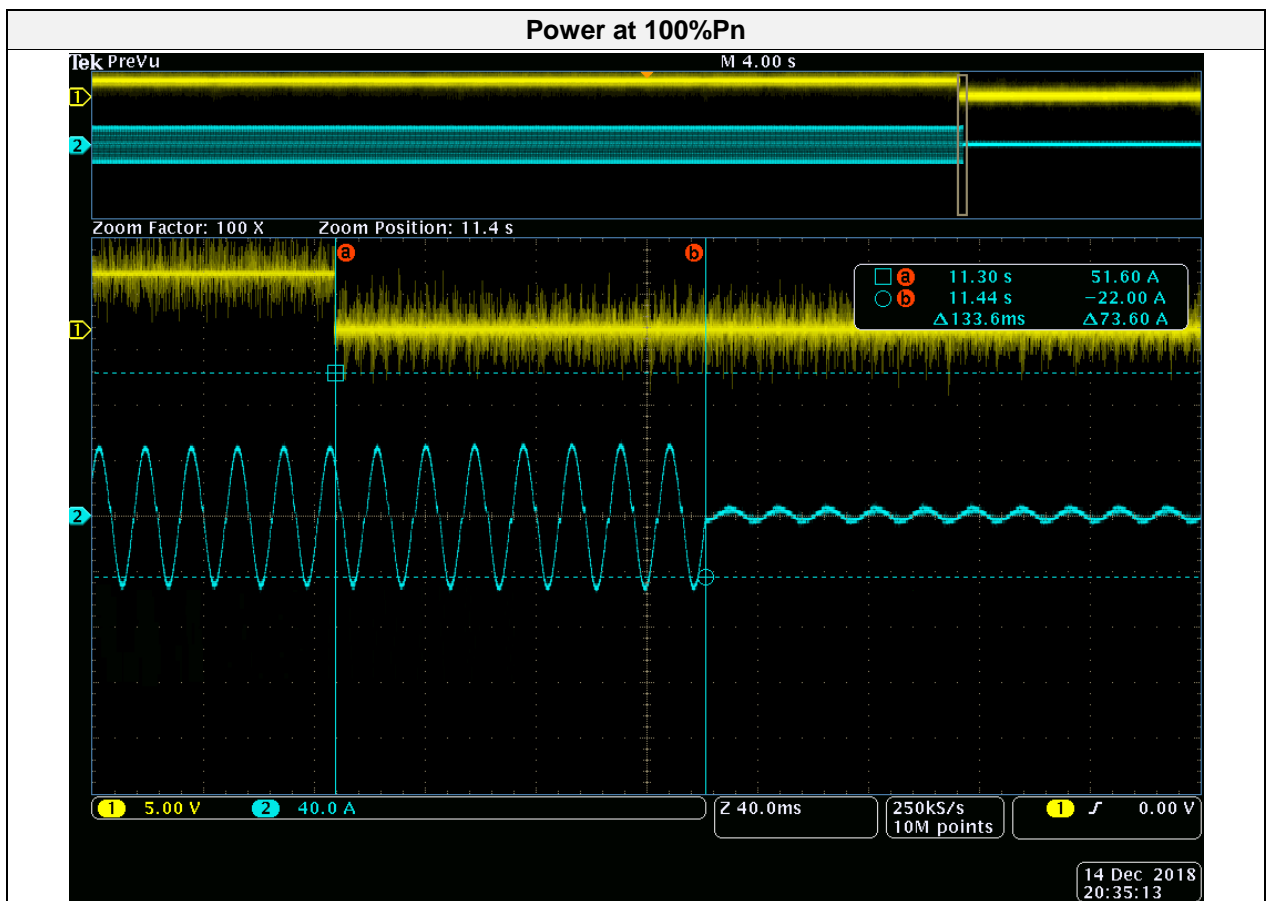 Power at 100%Pn
Tek PreVu M 4.00 s
1
2
Zoom Factor: 100 X Zoom Position: 11.4 s
a b
a 11.30 s 51.60 A
b 11.44 s −22.00 A
Δ133.6ms Δ73.60 A
1
2
1 5.00 V 2 40.0 A Z 40.0ms 250kS/s 1 0.00 V
10M points
14 Dec 2018
20:35:13